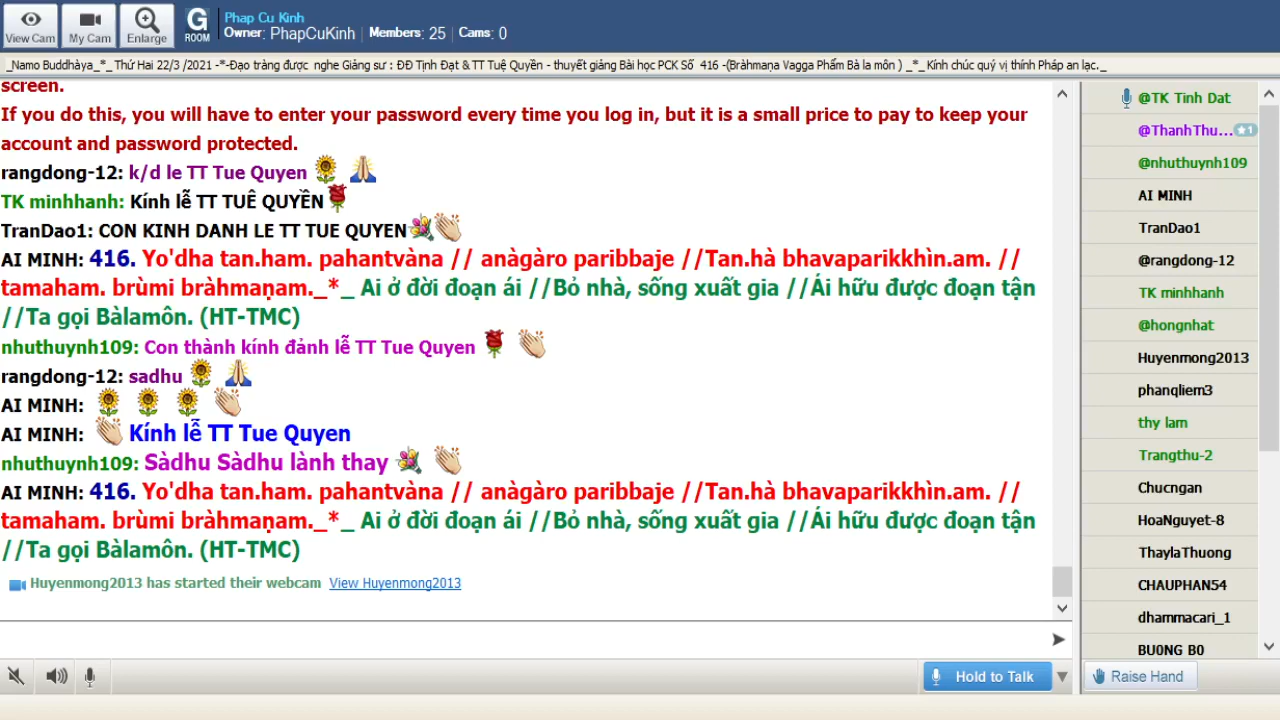 View Cam
My Cam
Enlarge
G
ROOM
Phap Cu Kinh
Owner: PhapCuKinh | Members: 25 | Cams: 0
_Namo Buddhàya_*_ Thứ Hai 22/3 /2021 -*-Đạo tràng được nghe Giảng sư : ĐĐ Tịnh Đạt & TT Tuệ Quyền - thuyết giảng Bài học PCK Số 416 -(Bràhmaṇa Vagga Phẩm Bà la môn ) _*_ Kính chúc quý vị thính Pháp an lạc._
screen.
If you do this, you will have to enter your password every time you log in, but it is a small price to pay to keep your
account and password protected.
rangdong-12: k/d le TT Tue Quyen
TK minhhanh: Kính lễ TT TUÊ QUYỀN
TranDao1: CON KINH DANH LE TT TUE QUYEN
AI MINH: 416. Yo'dha tan.ham. pahantvàna // anàgàro paribbaje //Tan.hà bhavaparikkhìn.am. //
tamaham. brùmi bràhmaṇam._*_ Ai ở đời đoạn ái //Bỏ nhà, sống xuất gia //Ái hữu được đoạn tận
//Ta gọi Bàlamôn. (HT-TMC)
nhuthuynh109: Con thành kính đảnh lễ TT Tue Quyen
rangdong-12: sadhu
AI MINH:
AI MINH: Kính lễ TT Tue Quyen
nhuthuynh109: Sàdhu Sàdhu lành thay
AI MINH: 416. Yo'dha tan.ham. pahantvàna // anàgàro paribbaje //Tan.hà bhavaparikkhìn.am. //
tamaham. brùmi bràhmaṇam._*_ Ai ở đời đoạn ái //Bỏ nhà, sống xuất gia //Ái hữu được đoạn tận
//Ta gọi Bàlamôn. (HT-TMC)
Huyenmong2013 has started their webcam View Huyenmong2013
Hold to Talk
@TK Tinh Dat
@ThanhThu... ★1
@nhuthuynh109
AI MINH
TranDao1
@rangdong-12
TK minhhanh
@hongnhat
Huyenmong2013
phanqliem3
thy lam
Trangthu-2
Chucngan
HoaNguyet-8
ThaylaThuong
CHAUPHAN54
dhammacari_1
BU0NG B0
Raise Hand